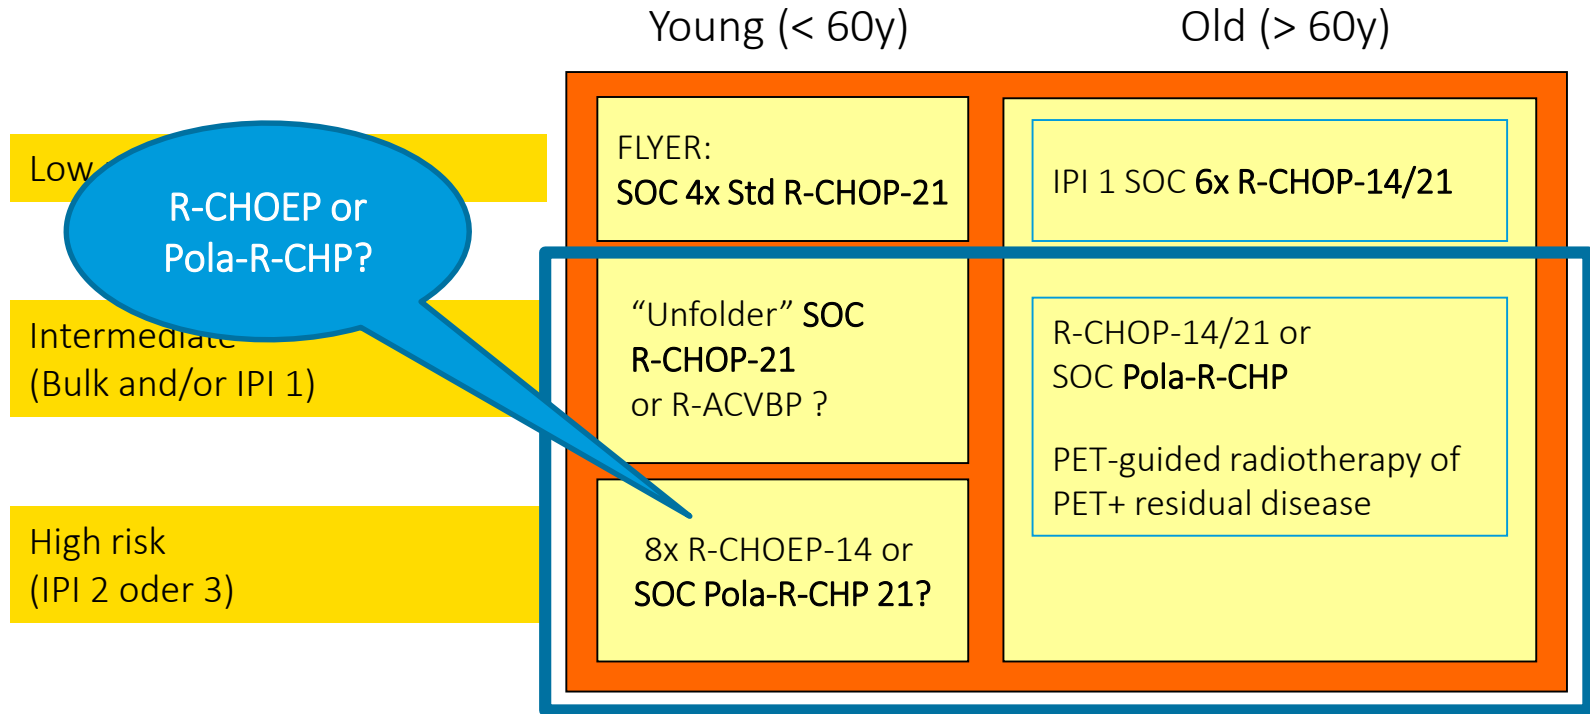 Young (< 60y)
Old (> 60y)
Low
R-CHOEP or
Pola-R-CHP?
FLYER:
SOC 4x Std R-CHOP-21
IPI 1 SOC 6x R-CHOP-14/21
Intermediate
(Bulk and/or IPI 1)
“Unfolder” SOC
R-CHOP-21
or R-ACVBP ?
R-CHOP-14/21 or
SOC Pola-R-CHP
PET-guided radiotherapy of
PET+ residual disease
High risk
(IPI 2 oder 3)
8x R-CHOEP-14 or
SOC Pola-R-CHP 21?